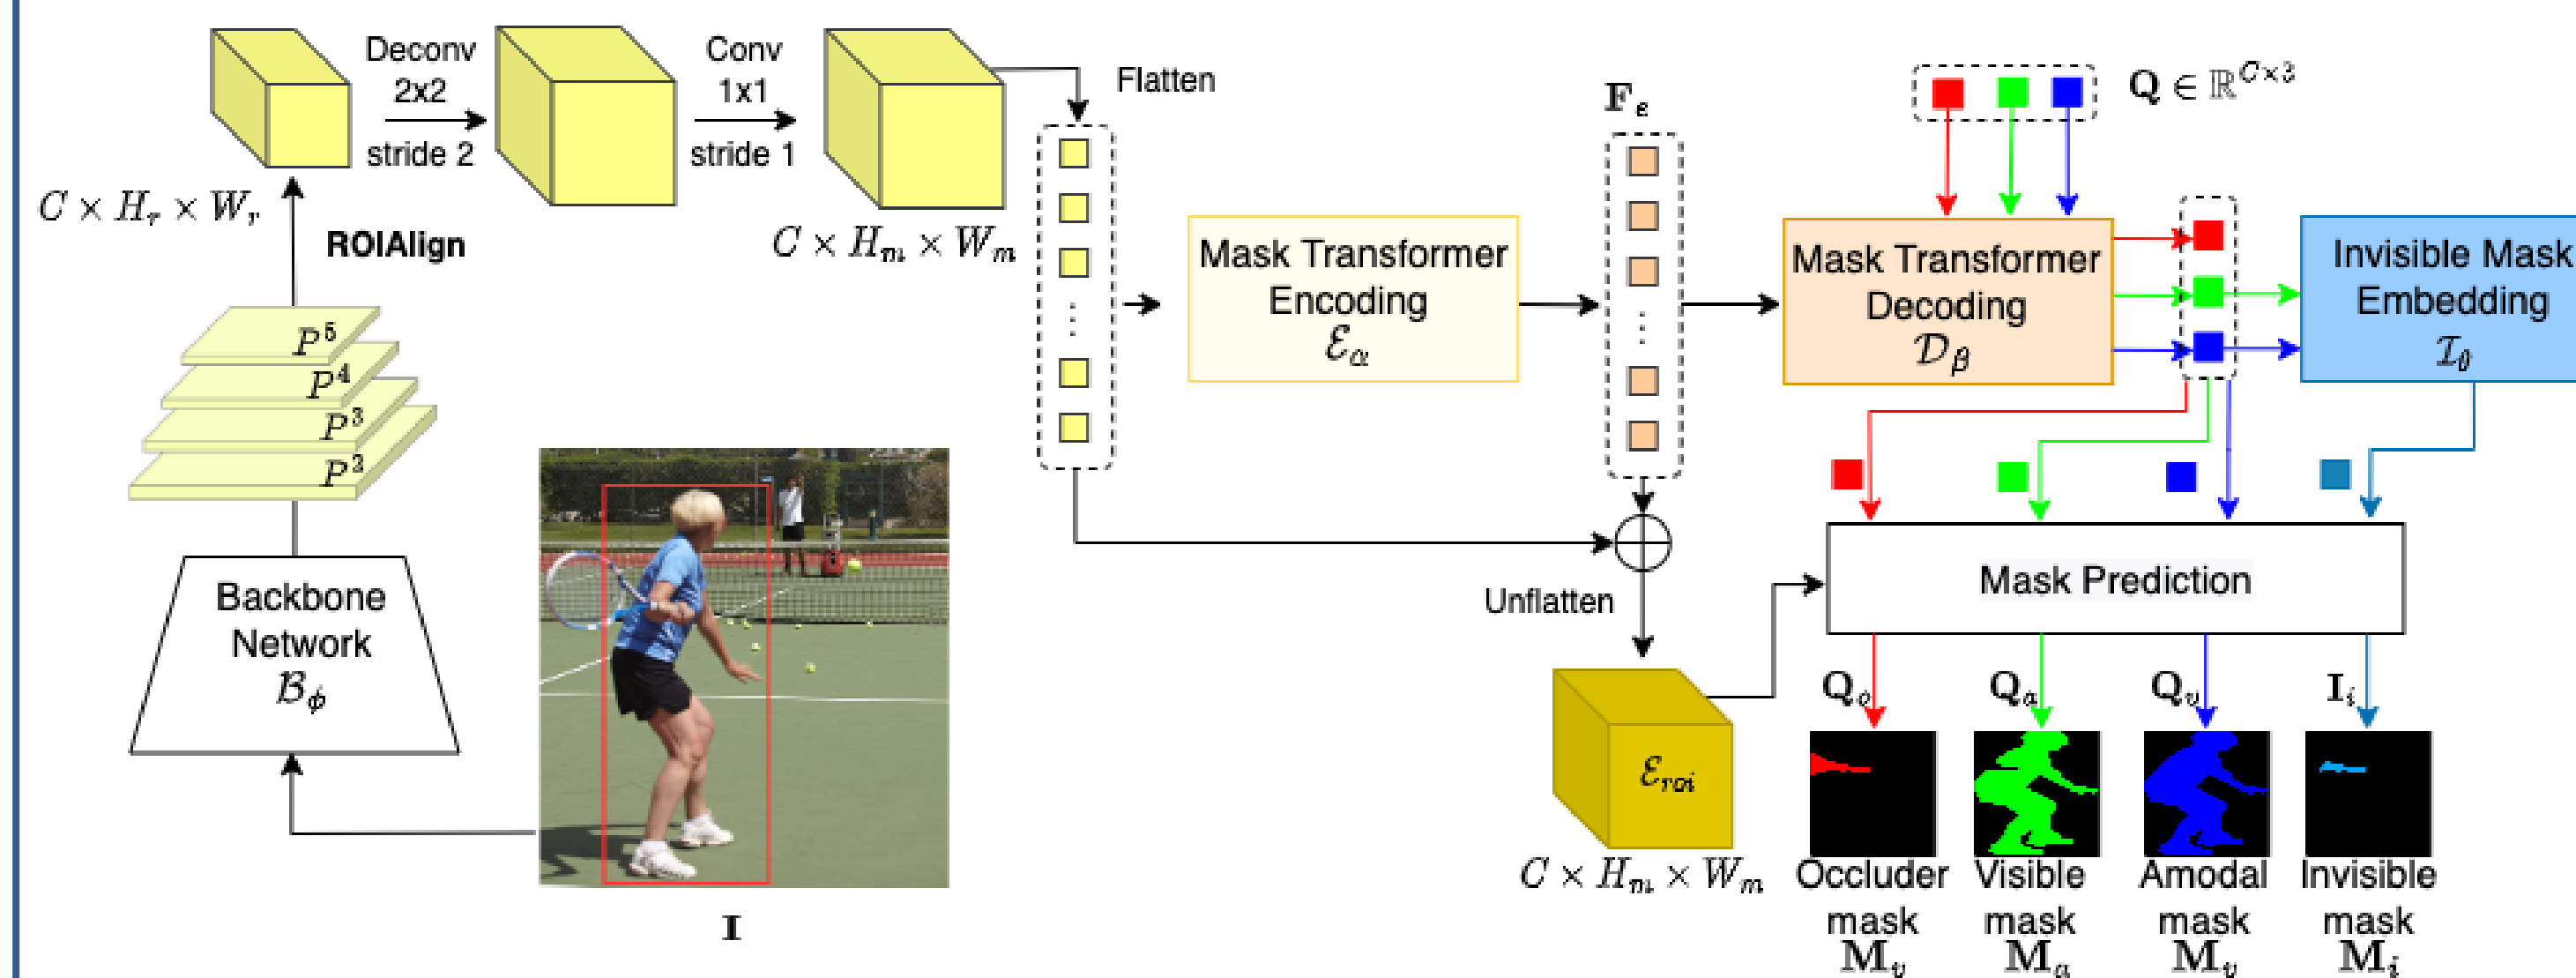 Deconv
2x2
stride 2
Conv
1x1
stride 1
Flatten
C × H_r × W_r
ROIAlign
C × H_m × W_m
P^5
P^4
P^3
P^2
Backbone
Network
B_ϕ
I
Mask Transformer
Encoding
E_α
F_e
Q ∈ ℝ^{C×3}
Mask Transformer
Decoding
D_β
Invisible Mask
Embedding
I_θ
Unflatten
Mask Prediction
E_roi
C × H_m × W_m
Q_o Q_a Q_v I_i
Occluder Visible Amodal Invisible
mask mask mask mask
M_v M_a M_v M_i